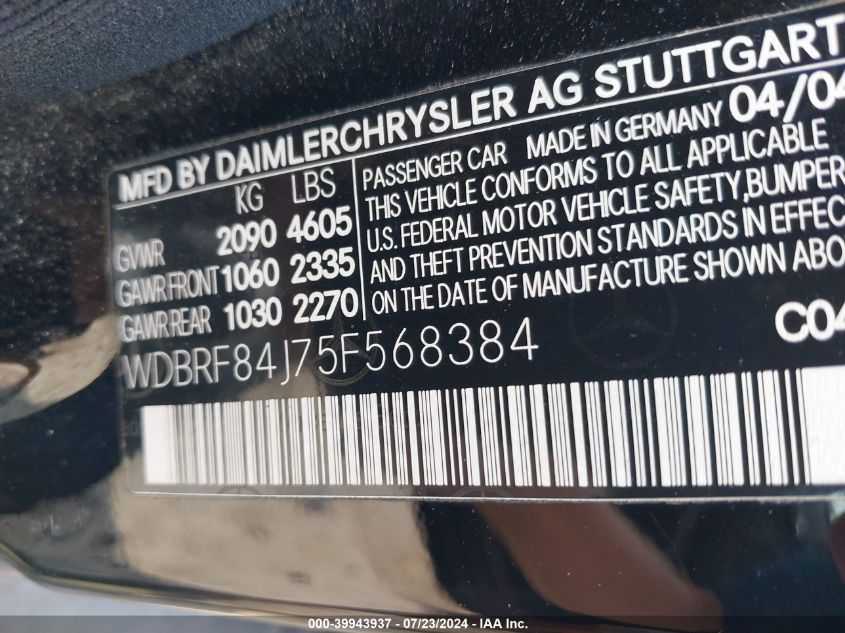 MFD BY DAIMLERCHRYSLER AG STUTTGART
KG LBS
GVWR 2090 4605
GAWR FRONT 1060 2335
GAWR REAR 1030 2270
04/04
PASSENGER CAR MADE IN GERMANY
THIS VEHICLE CONFORMS TO ALL APPLICABLE
U.S. FEDERAL MOTOR VEHICLE SAFETY, BUMPER
AND THEFT PREVENTION STANDARDS IN EFFEC
ON THE DATE OF MANUFACTURE SHOWN ABO
C04
WDBRF84J75F568384
000-39943937 / 07/23/2024 - IAA Inc.